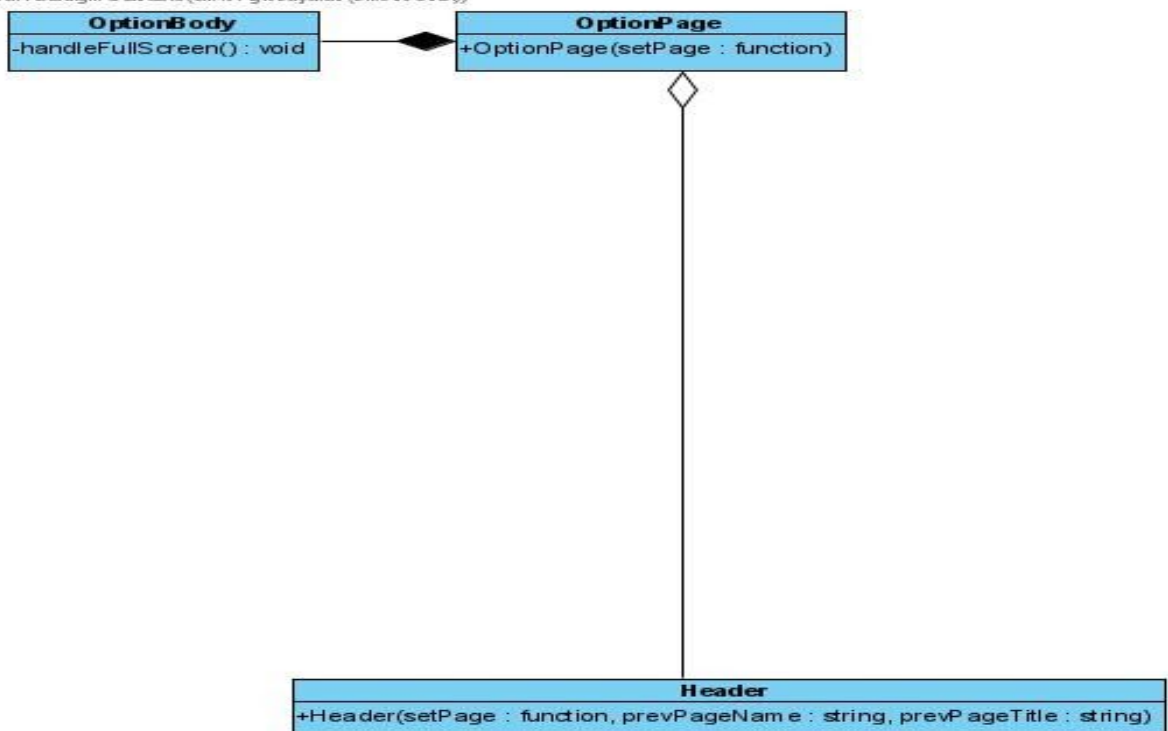 OptionBody
-handleFullScreen() : void
OptionPage
+OptionPage(setPage : function)
Header
+Header(setPage : function, prevPageName : string, prevPageTitle : string)